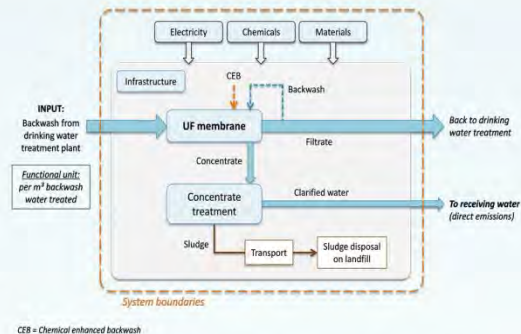 Electricity
Chemicals
Materials
Infrastructure
CEB
Backwash
INPUT:
Backwash from
drinking water
treatment plant
UF membrane
Back to drinking
water treatment
Filtrate
Functional unit:
per m³ backwash
water treated
Concentrate
Clarified water
Concentrate
treatment
To receiving water
(direct emissions)
Sludge
Transport
Sludge disposal
on landfill
System boundaries
CEB = Chemical enhanced backwash